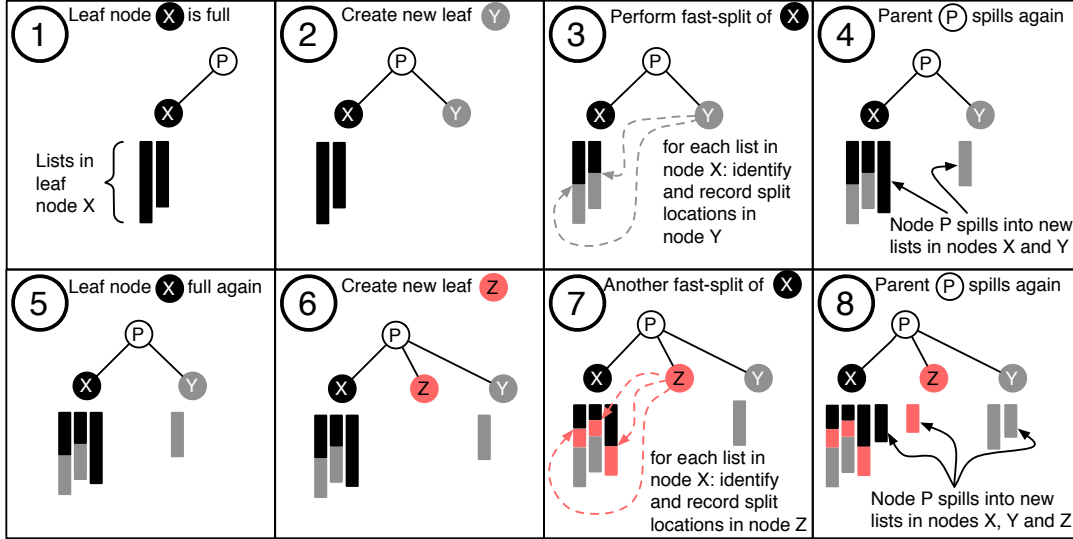 1
Leaf node X is full
P
X
Lists in
leaf
node X
2
Create new leaf Y
P
X
Y
3
Perform fast-split of X
P
X
Y
for each list in
node X: identify
and record split
locations in
node Y
4
Parent P spills again
P
X
Y
Node P spills into new
lists in nodes X and Y
5
Leaf node X full again
P
X
Y
6
Create new leaf Z
P
X
Z
Y
7
Another fast-split of X
P
X
Z
Y
for each list in
node X: identify
and record split
locations in node Z
8
Parent P spills again
P
X
Z
Y
Node P spills into new
lists in nodes X, Y and Z